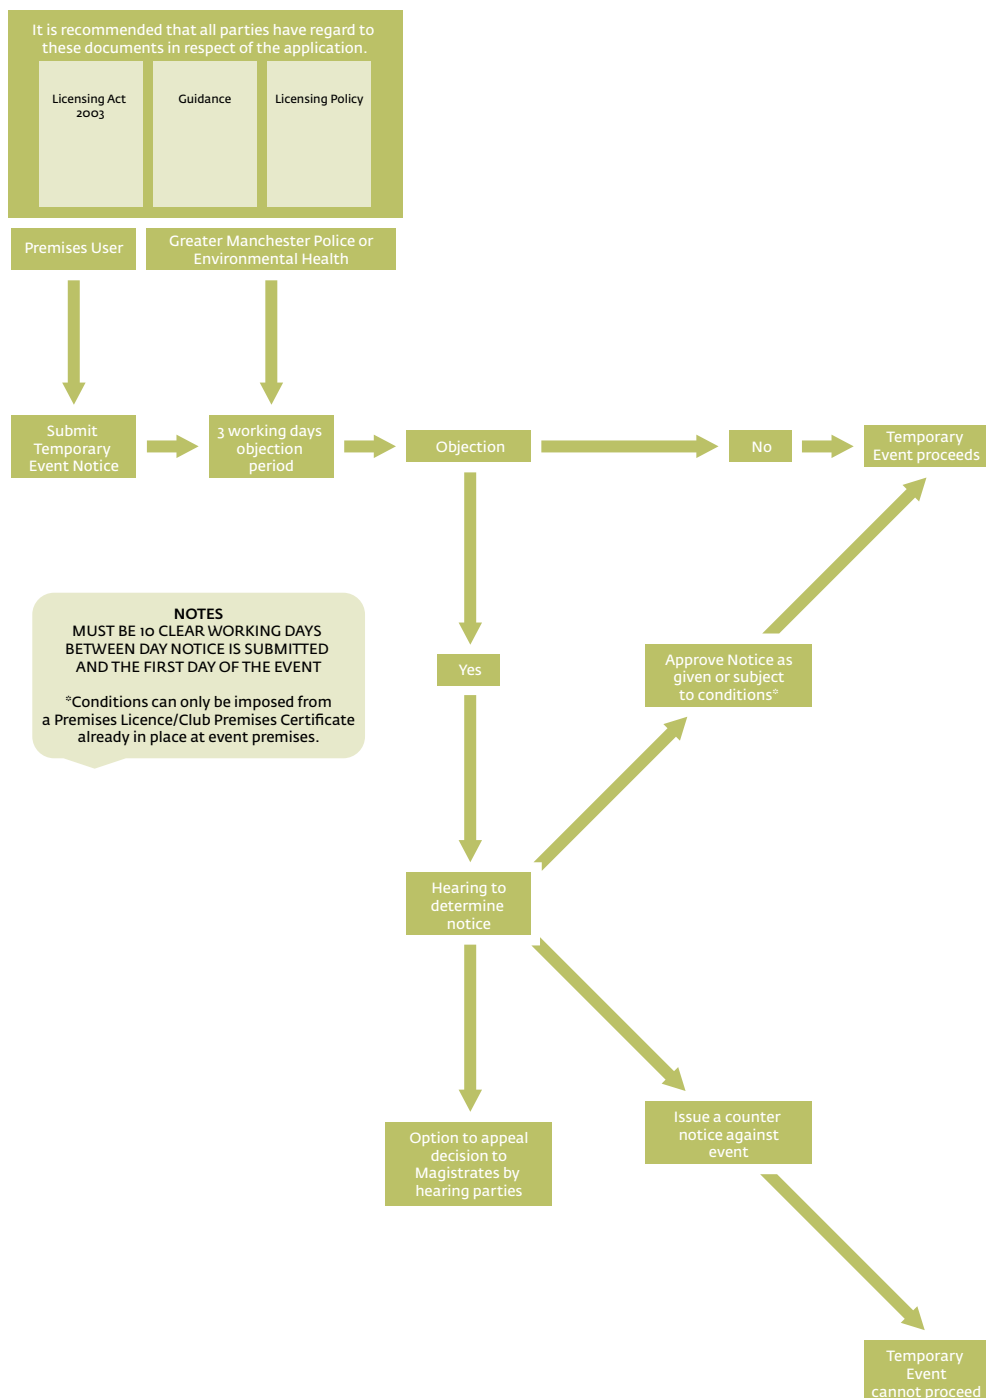 It is recommended that all parties have regard to
these documents in respect of the application.
Licensing Act
2003
Guidance
Licensing Policy
Premises User
Greater Manchester Police or
Environmental Health
Submit
Temporary
Event Notice
3 working days
objection
period
Objection
No
Temporary
Event proceeds
NOTES
MUST BE 10 CLEAR WORKING DAYS
BETWEEN DAY NOTICE IS SUBMITTED
AND THE FIRST DAY OF THE EVENT
*Conditions can only be imposed from
a Premises Licence/Club Premises Certificate
already in place at event premises.
Yes
Approve Notice as
given or subject
to conditions*
Hearing to
determine
notice
Option to appeal
decision to
Magistrates by
hearing parties
Issue a counter
notice against
event
Temporary
Event
cannot proceed